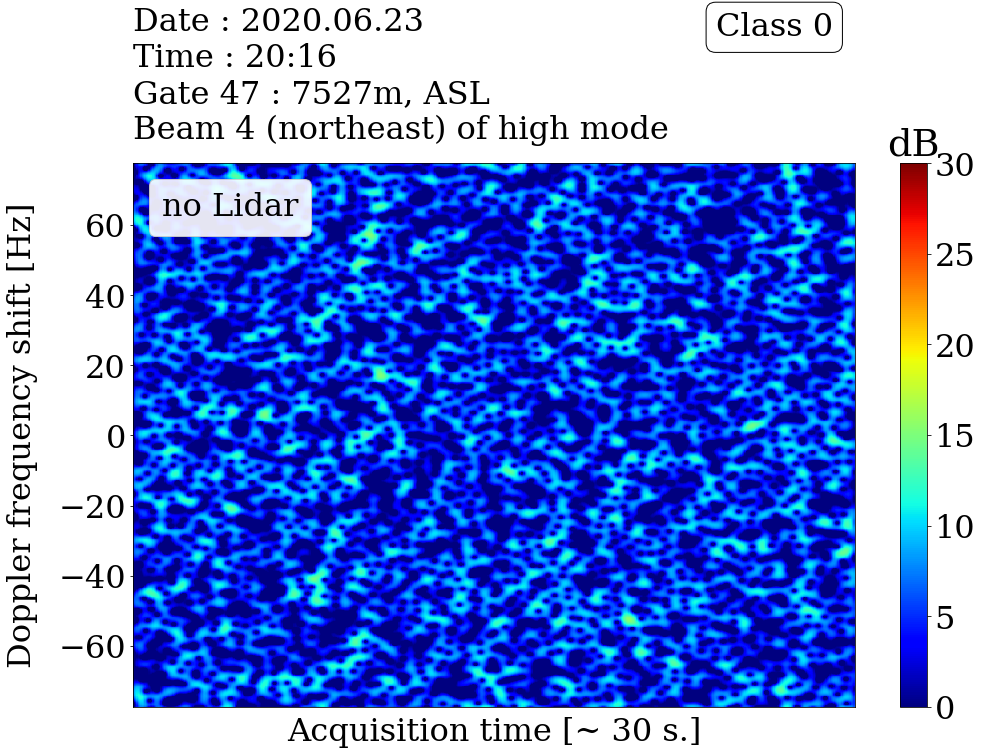 Date : 2020.06.23
Time : 20:16
Gate 47 : 7527m, ASL
Beam 4 (northeast) of high mode
Class 0
dB
no Lidar
Doppler frequency shift [Hz]
60
40
20
0
−20
−40
−60
Acquisition time [~ 30 s.]
30
25
20
15
10
5
0